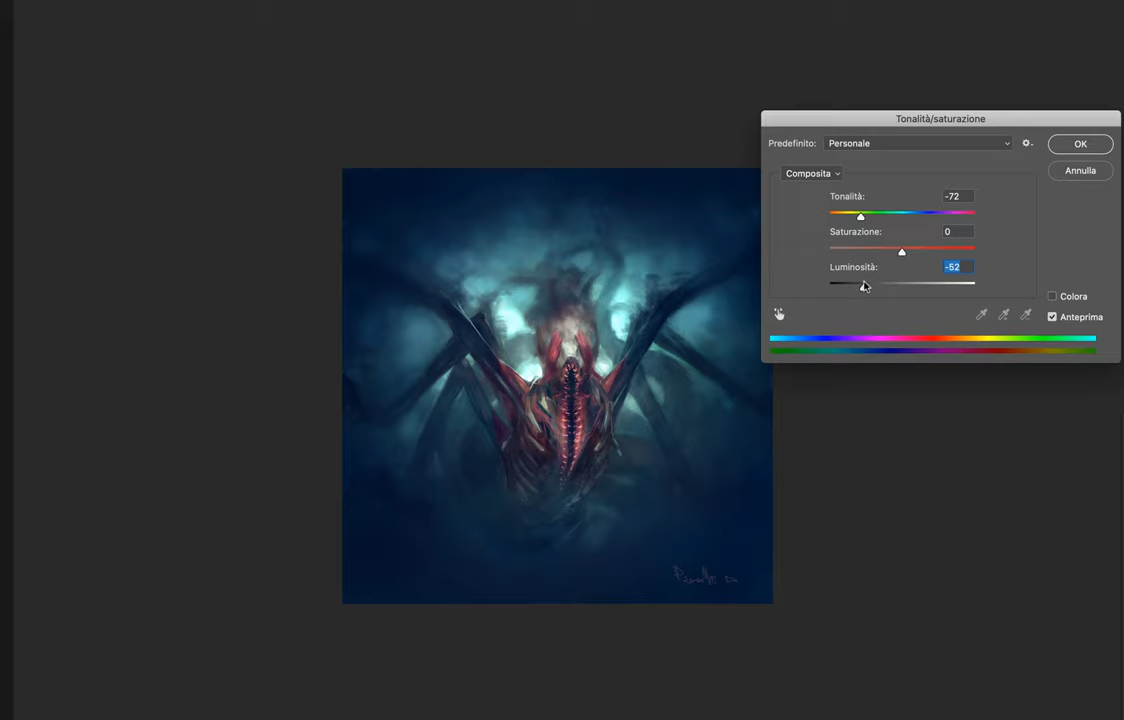 Tonalità/saturazione
Predefinito: Personale
OK
Composita
Annulla
Tonalità: -72
Saturazione: 0
Luminosità: -52
Colora
Anteprima